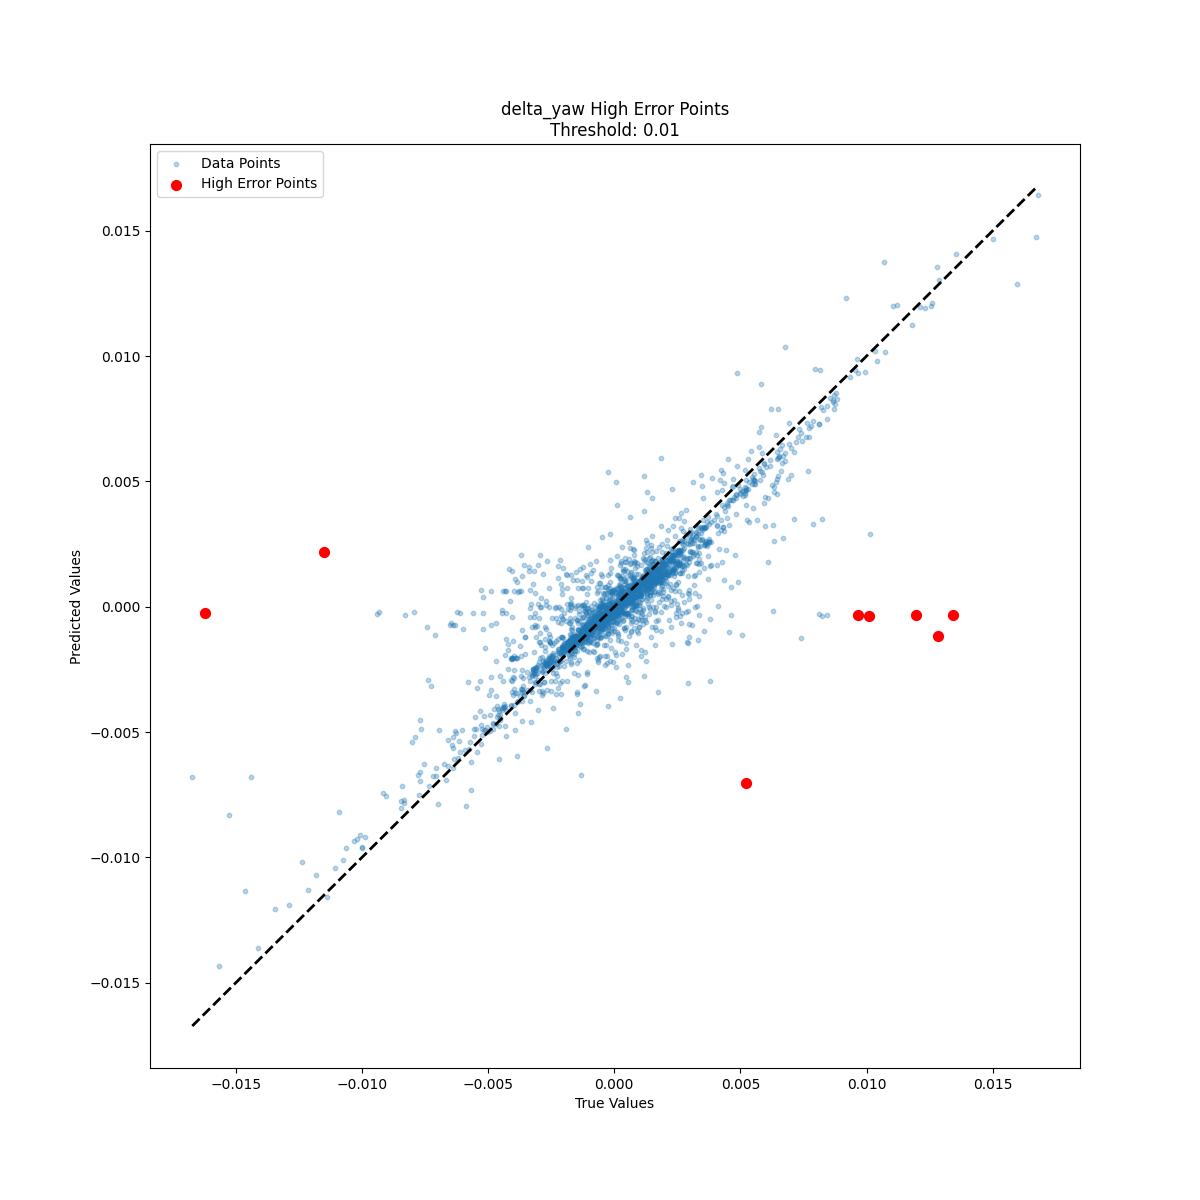 delta_yaw High Error Points
Threshold: 0.01
Data Points
High Error Points
0.015
0.010
0.005
0.000
−0.005
−0.010
−0.015
Predicted Values
−0.015
−0.010
−0.005
0.000
0.005
0.010
0.015
True Values